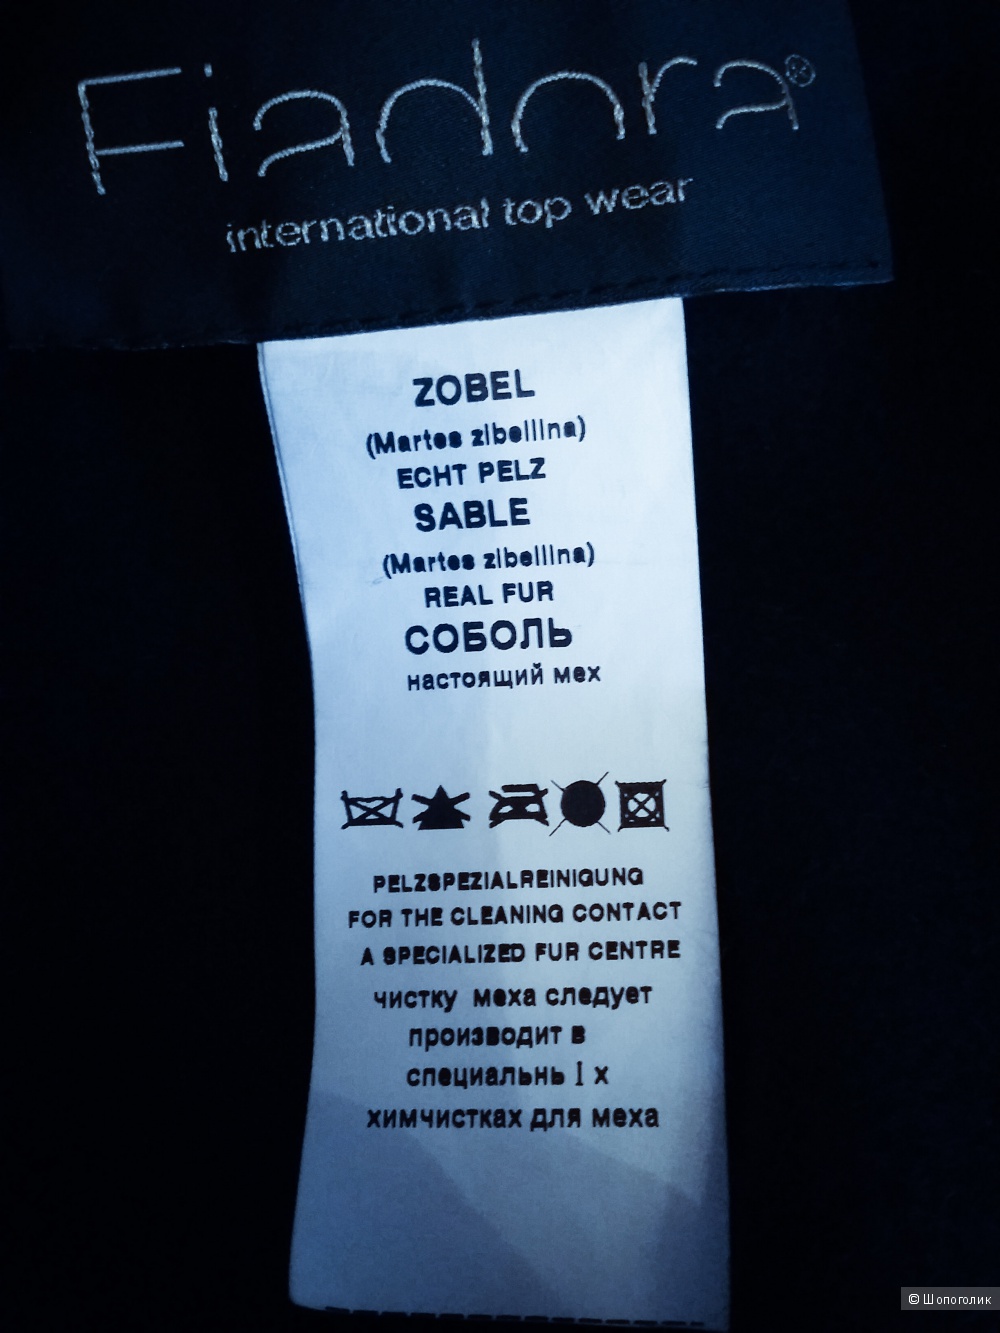 Fiadora®
international top wear
ZOBEL
(Martes zibellina)
ECHT PELZ
SABLE
(Martes zibellina)
REAL FUR
СОБОЛЬ
настоящий мех
PELZSPEZIALREINIGUNG
FOR THE CLEANING CONTACT
A SPECIALIZED FUR CENTRE
чистку меха следует
производит в
специальнь I х
химчистках для меха
© Шопоголик